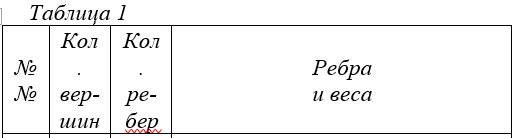 Таблица 1
№
№
Кол
.
вер-
шин
Кол
.
ре-
бер
Ребра
и веса